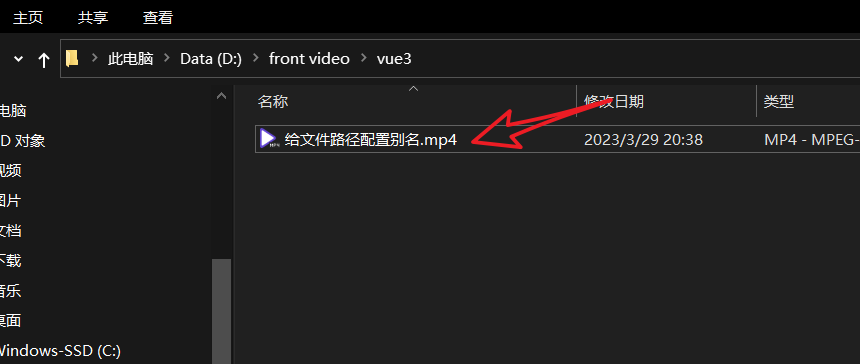 主页 共享 查看
此电脑 Data (D:) front video vue3
名称 修改日期 类型
给文件路径配置别名.mp4 2023/3/29 20:38 MP4 - MPEG-
电脑
D 对象
视频
图片
文档
下载
音乐
桌面
Windows-SSD (C:)